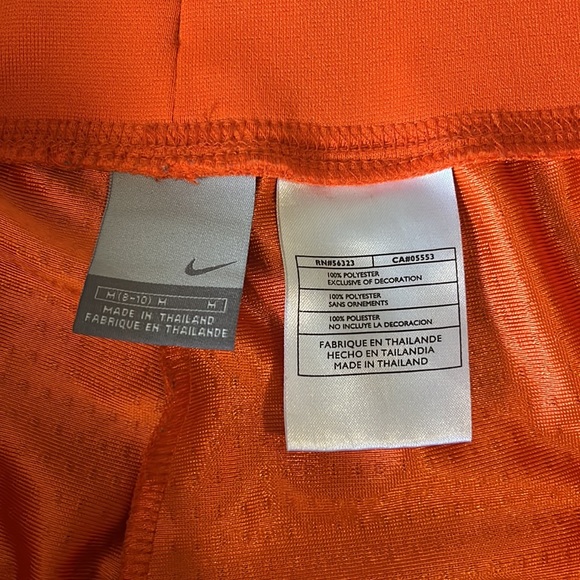 M(8-10) M M
MADE IN THAILAND
FABRIQUE EN THAILANDE
RN#56323 CA#05553
100% POLYESTER
EXCLUSIVE OF DECORATION
100% POLYESTER
SANS ORNEMENTS
100% POLIESTER
NO INCLUYE LA DECORACION
FABRIQUE EN THAILANDE
HECHO EN TAILANDIA
MADE IN THAILAND